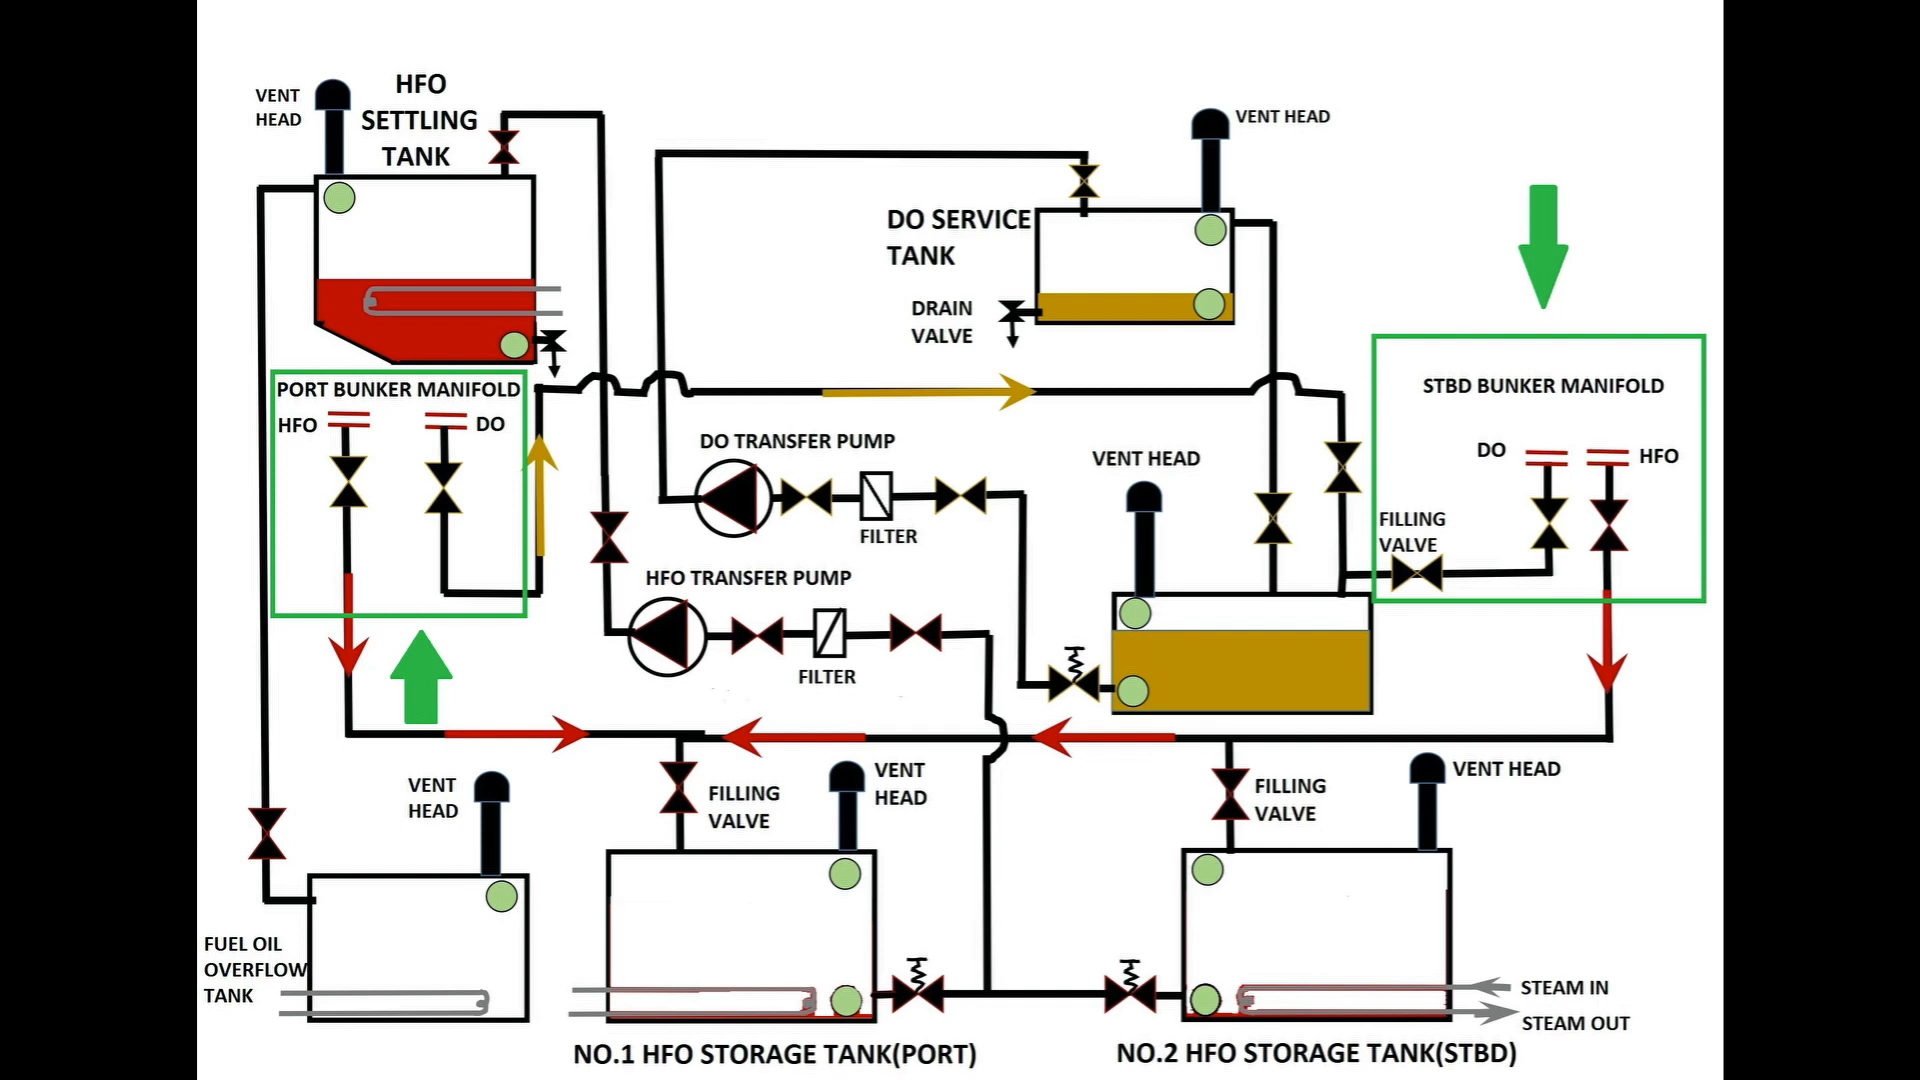 VENT
HEAD
HFO
SETTLING
TANK
VENT HEAD
DO SERVICE
TANK
DRAIN
VALVE
PORT BUNKER MANIFOLD
HFO
DO
STBD BUNKER MANIFOLD
DO
HFO
DO TRANSFER PUMP
VENT HEAD
FILTER
FILLING
VALVE
HFO TRANSFER PUMP
FILTER
VENT
HEAD
VENT
HEAD
VENT HEAD
FILLING
VALVE
FILLING
VALVE
FUEL OIL
OVERFLOW
TANK
STEAM IN
STEAM OUT
NO.1 HFO STORAGE TANK(PORT)
NO.2 HFO STORAGE TANK(STBD)